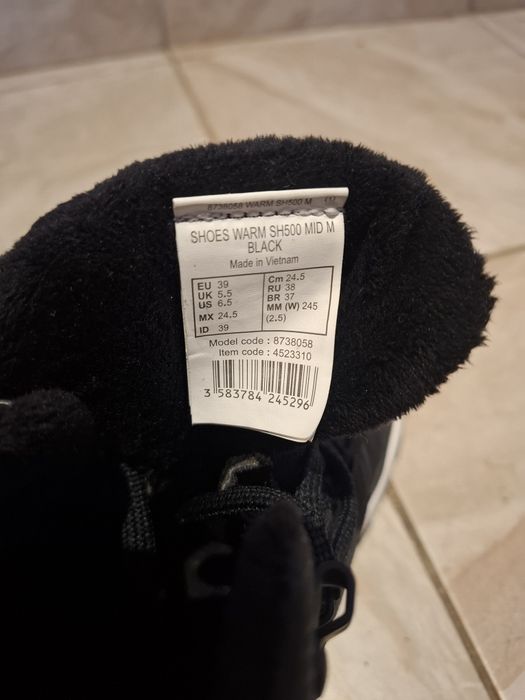 8738058 WARM SH500 M
SHOES WARM SH500 MID M
BLACK
Made in Vietnam
EU 39
UK 5.5
US 6.5
MX 24.5
ID 39
Cm 24.5
RU 38
BR 37
MM (W) 245
(2.5)
Model code : 8738058
Item code : 4523310
3 583784 245296